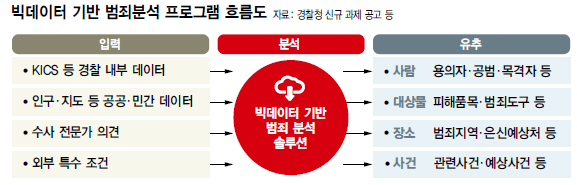 빅데이터 기반 범죄분석 프로그램 흐름도 자료 : 경찰청 신규 과제 공고 등
입력 분석 유추
• KICS 등 경찰 내부 데이터
• 인구·지도 등 공공·민간 데이터
• 수사 전문가 의견
• 외부 특수 조건
빅데이터 기반
범죄 분석
솔루션
• 사람 용의자·공범·목격자 등
• 대상물 피해품목·범죄도구 등
• 장소 범죄지역·은신예상처 등
• 사건 관련사건·예상사건 등